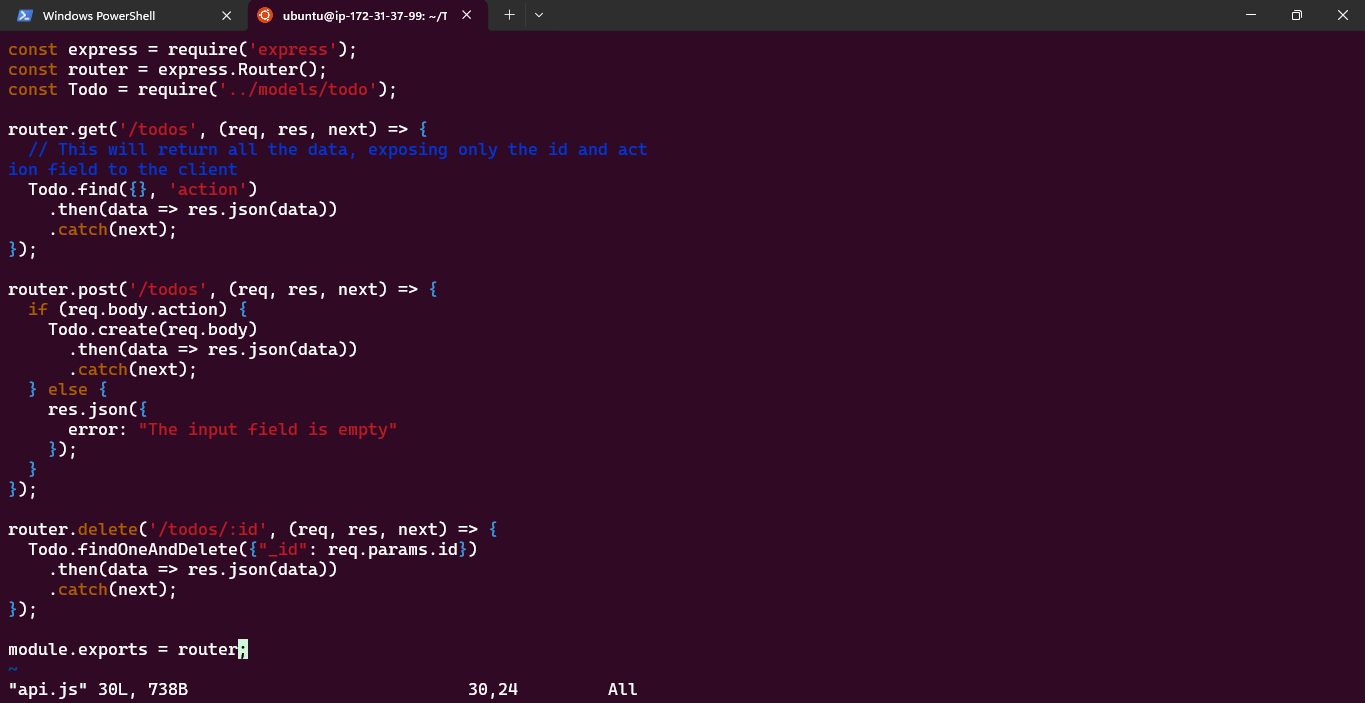 Windows PowerShell
ubuntu@ip-172-31-37-99: ~/T
const express = require('express');
const router = express.Router();
const Todo = require('../models/todo');

router.get('/todos', (req, res, next) => {
  // This will return all the data, exposing only the id and act
ion field to the client
  Todo.find({}, 'action')
    .then(data => res.json(data))
    .catch(next);
});

router.post('/todos', (req, res, next) => {
  if (req.body.action) {
    Todo.create(req.body)
      .then(data => res.json(data))
      .catch(next);
  } else {
    res.json({
      error: "The input field is empty"
    });
  }
});

router.delete('/todos/:id', (req, res, next) => {
  Todo.findOneAndDelete({"_id": req.params.id})
    .then(data => res.json(data))
    .catch(next);
});

module.exports = router;
~
"api.js" 30L, 738B                            30,24         All